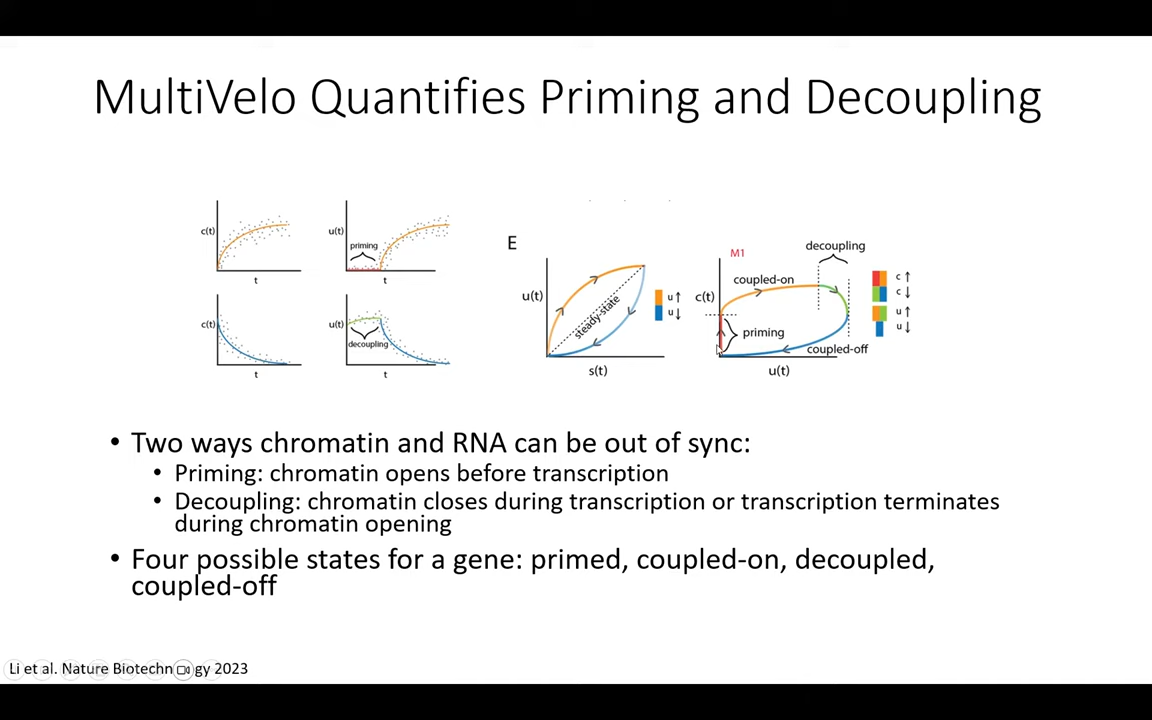 MultiVelo Quantifies Priming and Decoupling
c(t)
t
u(t)
priming
t
c(t)
t
u(t)
decoupling
t
E
u(t)
steady-state
s(t)
u↑
u↓
M1
c(t)
coupled-on
decoupling
priming
coupled-off
u(t)
c↑
c↓
u↑
u↓
• Two ways chromatin and RNA can be out of sync:
• Priming: chromatin opens before transcription
• Decoupling: chromatin closes during transcription or transcription terminates
during chromatin opening
• Four possible states for a gene: primed, coupled-on, decoupled,
coupled-off
Li et al. Nature Biotechn gy 2023